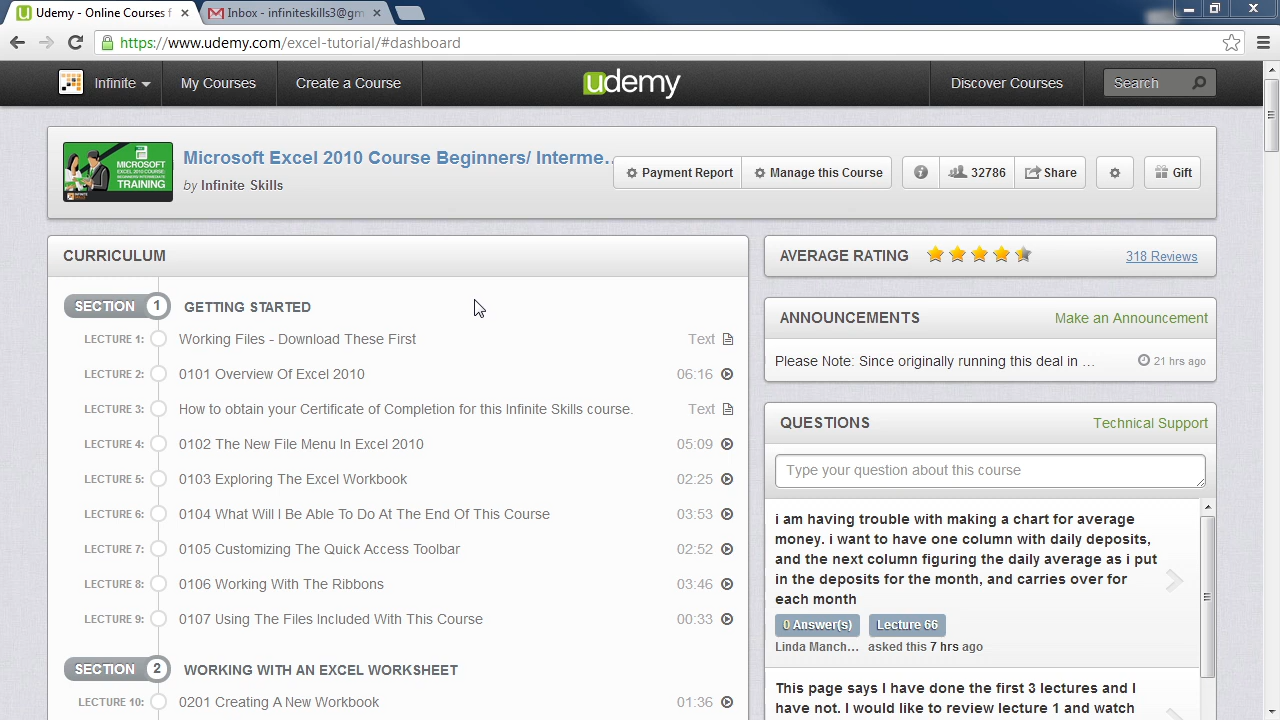 Udemy - Online Courses f
Inbox - infiniteskills3@gm
https://www.udemy.com/excel-tutorial/#dashboard
Infinite
My Courses
Create a Course
udemy
Discover Courses
Search
MICROSOFT
EXCEL 2010 COURSE
BEGINNERS/INTERMEDIATE
TRAINING
Microsoft Excel 2010 Course Beginners/ Interme...
by Infinite Skills
Payment Report
Manage this Course
32786
Share
Gift
CURRICULUM
SECTION 1 GETTING STARTED
LECTURE 1: Working Files - Download These First Text
LECTURE 2: 0101 Overview Of Excel 2010 06:16
LECTURE 3: How to obtain your Certificate of Completion for this Infinite Skills course. Text
LECTURE 4: 0102 The New File Menu In Excel 2010 05:09
LECTURE 5: 0103 Exploring The Excel Workbook 02:25
LECTURE 6: 0104 What Will I Be Able To Do At The End Of This Course 03:53
LECTURE 7: 0105 Customizing The Quick Access Toolbar 02:52
LECTURE 8: 0106 Working With The Ribbons 03:46
LECTURE 9: 0107 Using The Files Included With This Course 00:33
SECTION 2 WORKING WITH AN EXCEL WORKSHEET
LECTURE 10: 0201 Creating A New Workbook 01:36
AVERAGE RATING
318 Reviews
ANNOUNCEMENTS
Make an Announcement
Please Note: Since originally running this deal in ...
21 hrs ago
QUESTIONS
Technical Support
Type your question about this course
i am having trouble with making a chart for average
money. i want to have one column with daily deposits,
and the next column figuring the daily average as i put
in the deposits for the month, and carries over for
each month
0 Answer(s) Lecture 66
Linda Manch... asked this 7 hrs ago
This page says I have done the first 3 lectures and I
have not. I would like to review lecture 1 and watch